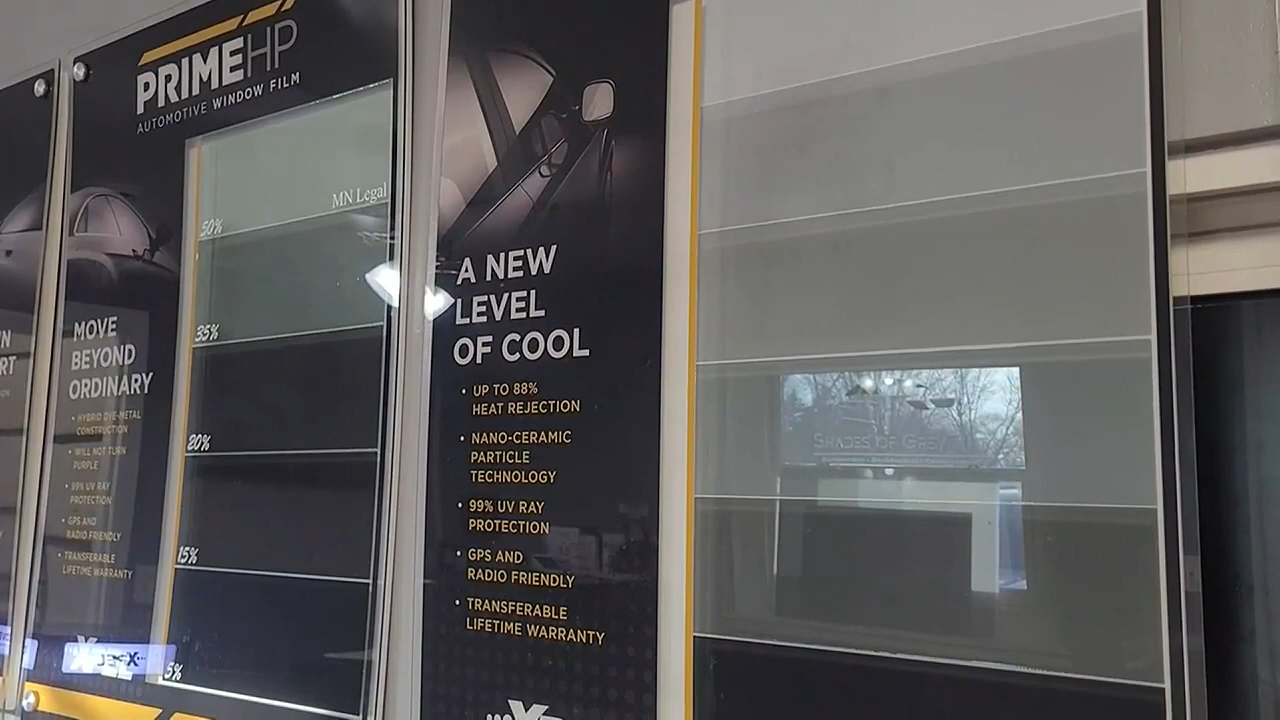 PRIMEHP
AUTOMOTIVE WINDOW FILM
MN Legal
50%
35%
20%
15%
5%
MOVE
BEYOND
ORDINARY
• HYBRID DYE-METAL
CONSTRUCTION
• WILL NOT TURN
PURPLE
• 99% UV RAY
PROTECTION
• GPS AND
RADIO FRIENDLY
• TRANSFERABLE
LIFETIME WARRANTY
A NEW
LEVEL
OF COOL
• UP TO 88%
HEAT REJECTION
• NANO-CERAMIC
PARTICLE
TECHNOLOGY
• 99% UV RAY
PROTECTION
• GPS AND
RADIO FRIENDLY
• TRANSFERABLE
LIFETIME WARRANTY
SHADES OF GREY